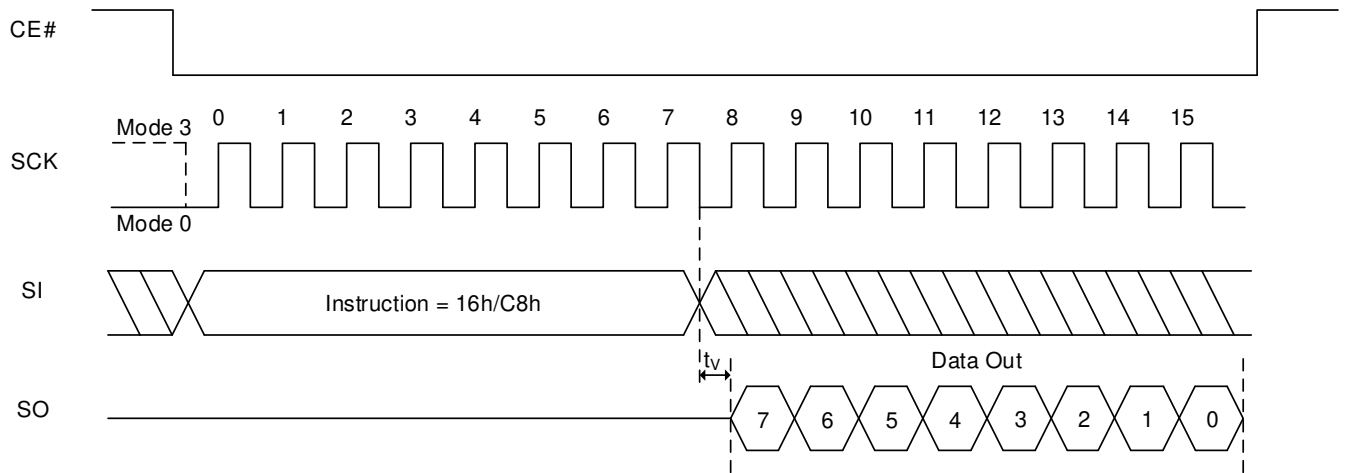 CE#
Mode 3
0 1 2 3 4 5 6 7 8 9 10 11 12 13 14 15
SCK
Mode 0
SI
Instruction = 16h/C8h
tV
Data Out
SO
7 6 5 4 3 2 1 0